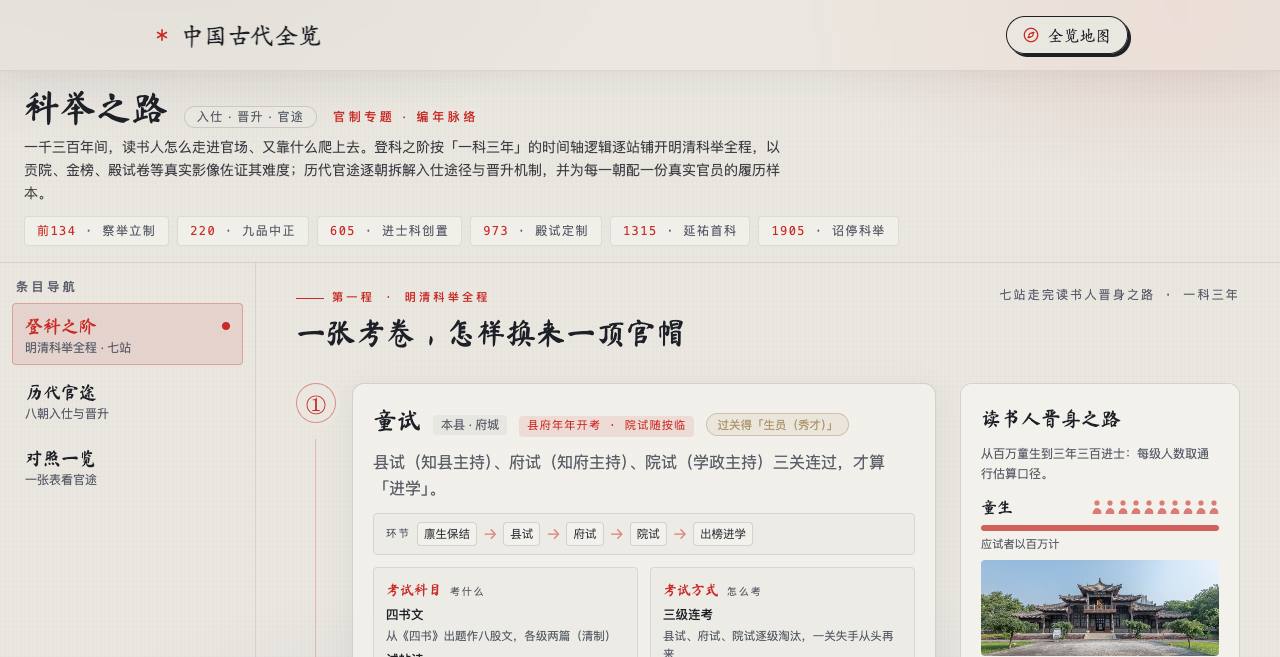 * 中国古代全览
全览地图
科举之路
入仕 · 晋升 · 官途
官制专题 · 编年脉络
一千三百年间，读书人怎么走进官场、又靠什么爬上去。登科之阶按「一科三年」的时间轴逻辑逐站铺开明清科举全程，以
贡院、金榜、殿试卷等真实影像佐证其难度；历代官途逐朝拆解入仕途径与晋升机制，并为每一朝配一份真实官员的履历样
本。
前134 · 察举立制
220 · 九品中正
605 · 进士科创置
973 · 殿试定制
1315 · 延祐首科
1905 · 诏停科举
条目导航
登科之阶
明清科举全程 · 七站
历代官途
八朝入仕与晋升
对照一览
一张表看官途
第一程 · 明清科举全程
一张考卷，怎样换来一顶官帽
七站走完读书人晋身之路 · 一科三年
①
童试
本县 · 府城
县府年年开考 · 院试随按临
过关得「生员（秀才）」
县试（知县主持）、府试（知府主持）、院试（学政主持）三关连过，才算
「进学」。
环节 廪生保结 → 县试 → 府试 → 院试 → 出榜进学
考试科目 考什么
四书文
从《四书》出题作八股文，各级两篇（清制）
试帖诗
考试方式 怎么考
三级连考
县试、府试、院试逐级淘汰，一关失手从头再
来。
读书人晋身之路
从百万童生到三年三百进士：每级人数取通
行估算口径。
童生
应试者以百万计